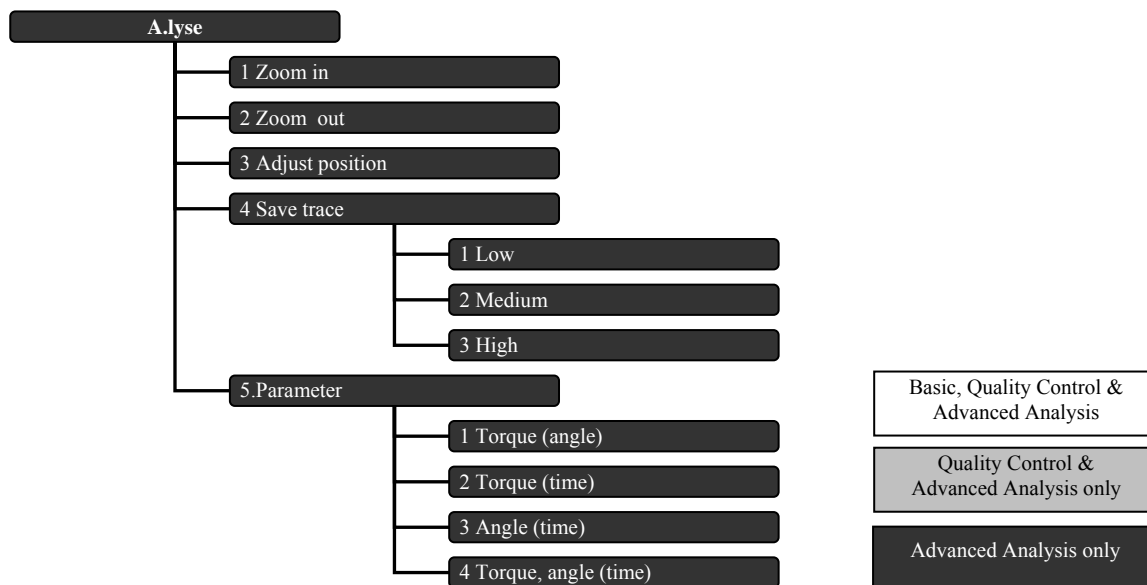 A.lyse
1 Zoom in
2 Zoom  out
3 Adjust position
4 Save trace
1 Low
2 Medium
3 High
5.Parameter
1 Torque (angle)
2 Torque (time)
3 Angle (time)
4 Torque, angle (time)
Basic, Quality Control &
Advanced Analysis
Quality Control &
Advanced Analysis only
Advanced Analysis only